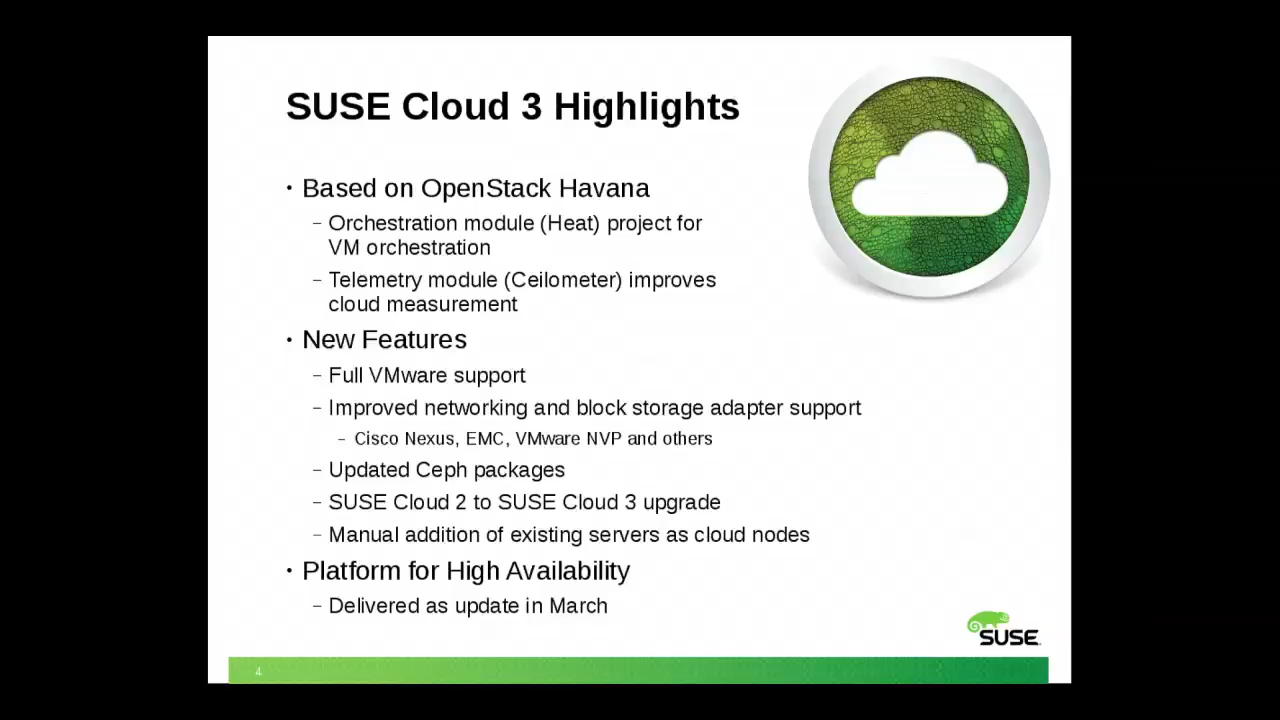 SUSE Cloud 3 Highlights
• Based on OpenStack Havana
– Orchestration module (Heat) project for
VM orchestration
– Telemetry module (Ceilometer) improves
cloud measurement
• New Features
– Full VMware support
– Improved networking and block storage adapter support
– Cisco Nexus, EMC, VMware NVP and others
– Updated Ceph packages
– SUSE Cloud 2 to SUSE Cloud 3 upgrade
– Manual addition of existing servers as cloud nodes
• Platform for High Availability
– Delivered as update in March
SUSE
4